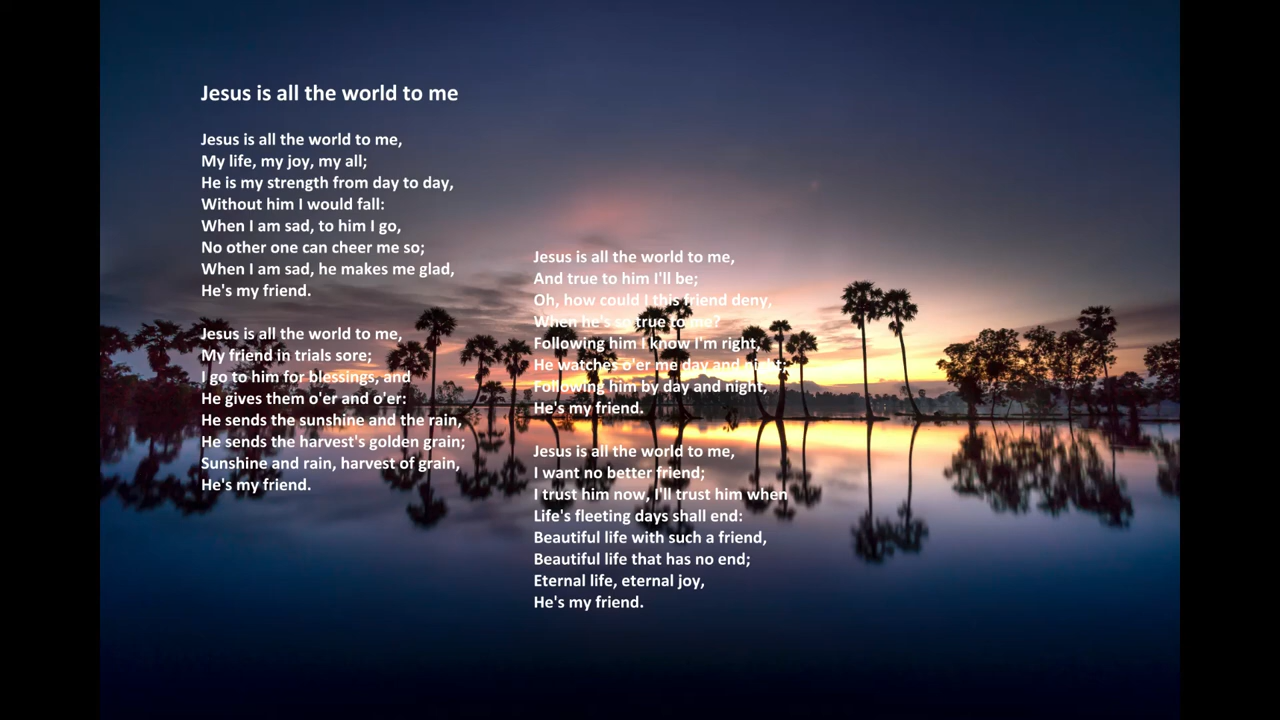 Jesus is all the world to me
Jesus is all the world to me,
My life, my joy, my all;
He is my strength from day to day,
Without him I would fall:
When I am sad, to him I go,
No other one can cheer me so;
When I am sad, he makes me glad,
He's my friend.
Jesus is all the world to me,
My friend in trials sore;
I go to him for blessings, and
He gives them o'er and o'er:
He sends the sunshine and the rain,
He sends the harvest's golden grain;
Sunshine and rain, harvest of grain,
He's my friend.
Jesus is all the world to me,
And true to him I'll be;
Oh, how could I this friend deny,
When he's so true to me?
Following him I know I'm right,
He watches o'er me day and night;
Following him by day and night,
He's my friend.
Jesus is all the world to me,
I want no better friend;
I trust him now, I'll trust him when
Life's fleeting days shall end:
Beautiful life with such a friend,
Beautiful life that has no end;
Eternal life, eternal joy,
He's my friend.